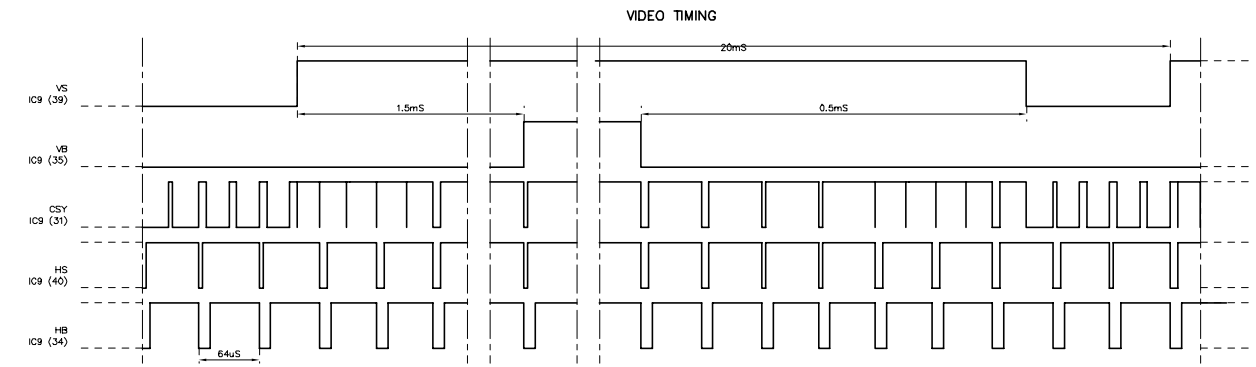 VIDEO TIMING
20mS
VS
IC9 (39)
1.5mS
0.5mS
VB
IC9 (35)
CSY
IC9 (31)
HS
IC9 (40)
HB
IC9 (34)
64uS